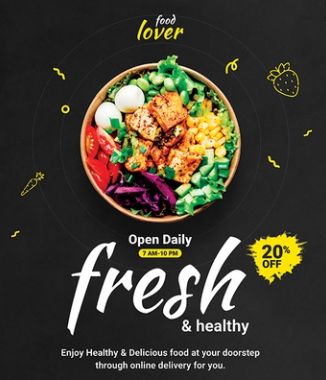 food
lover
Open Daily
7 AM-10 PM
fresh
20%
OFF
& healthy
Enjoy Healthy & Delicious food at your doorstep
through online delivery for you.